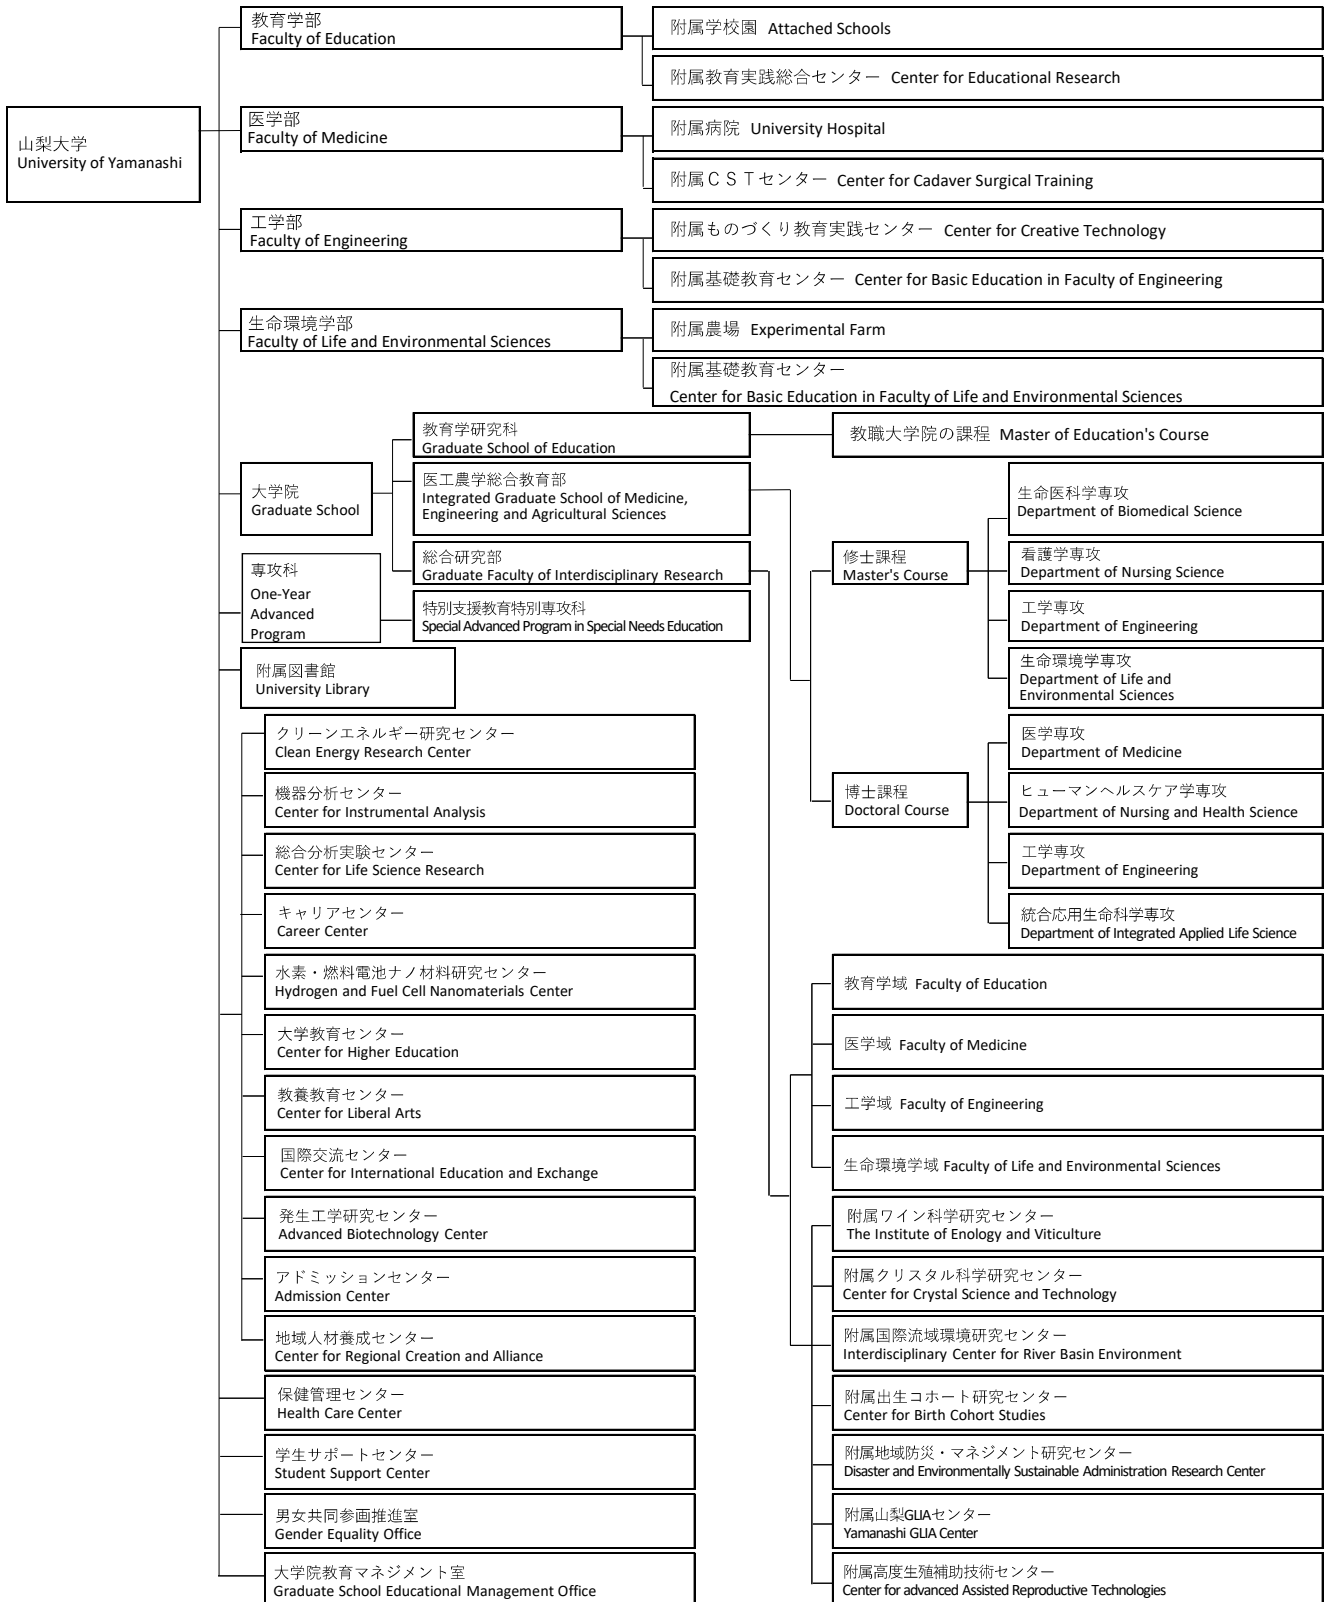 山梨大学
University of Yamanashi
教育学部
Faculty of Education
附属学校園 Attached Schools
附属教育実践総合センター Center for Educational Research
医学部
Faculty of Medicine
附属病院 University Hospital
附属ＣＳＴセンター Center for Cadaver Surgical Training
工学部
Faculty of Engineering
附属ものづくり教育実践センター Center for Creative Technology
附属基礎教育センター Center for Basic Education in Faculty of Engineering
生命環境学部
Faculty of Life and Environmental Sciences
附属農場 Experimental Farm
附属基礎教育センター
Center for Basic Education in Faculty of Life and Environmental Sciences
大学院
Graduate School
教育学研究科
Graduate School of Education
教職大学院の課程 Master of Education's Course
医工農学総合教育部
Integrated Graduate School of Medicine,
Engineering and Agricultural Sciences
総合研究部
Graduate Faculty of Interdisciplinary Research
専攻科
One-Year
Advanced
Program
特別支援教育特別専攻科
Special Advanced Program in Special Needs Education
附属図書館
University Library
修士課程
Master's Course
生命医科学専攻
Department of Biomedical Science
看護学専攻
Department of Nursing Science
工学専攻
Department of Engineering
生命環境学専攻
Department of Life and
Environmental Sciences
博士課程
Doctoral Course
医学専攻
Department of Medicine
ヒューマンヘルスケア学専攻
Department of Nursing and Health Science
工学専攻
Department of Engineering
統合応用生命科学専攻
Department of Integrated Applied Life Science
クリーンエネルギー研究センター
Clean Energy Research Center
機器分析センター
Center for Instrumental Analysis
総合分析実験センター
Center for Life Science Research
キャリアセンター
Career Center
水素・燃料電池ナノ材料研究センター
Hydrogen and Fuel Cell Nanomaterials Center
大学教育センター
Center for Higher Education
教養教育センター
Center for Liberal Arts
国際交流センター
Center for International Education and Exchange
発生工学研究センター
Advanced Biotechnology Center
アドミッションセンター
Admission Center
地域人材養成センター
Center for Regional Creation and Alliance
保健管理センター
Health Care Center
学生サポートセンター
Student Support Center
男女共同参画推進室
Gender Equality Office
大学院教育マネジメント室
Graduate School Educational Management Office
教育学域 Faculty of Education
医学域 Faculty of Medicine
工学域 Faculty of Engineering
生命環境学域 Faculty of Life and Environmental Sciences
附属ワイン科学研究センター
The Institute of Enology and Viticulture
附属クリスタル科学研究センター
Center for Crystal Science and Technology
附属国際流域環境研究センター
Interdisciplinary Center for River Basin Environment
附属出生コホート研究センター
Center for Birth Cohort Studies
附属地域防災・マネジメント研究センター
Disaster and Environmentally Sustainable Administration Research Center
附属山梨GLIAセンター
Yamanashi GLIA Center
附属高度生殖補助技術センター
Center for advanced Assisted Reproductive Technologies